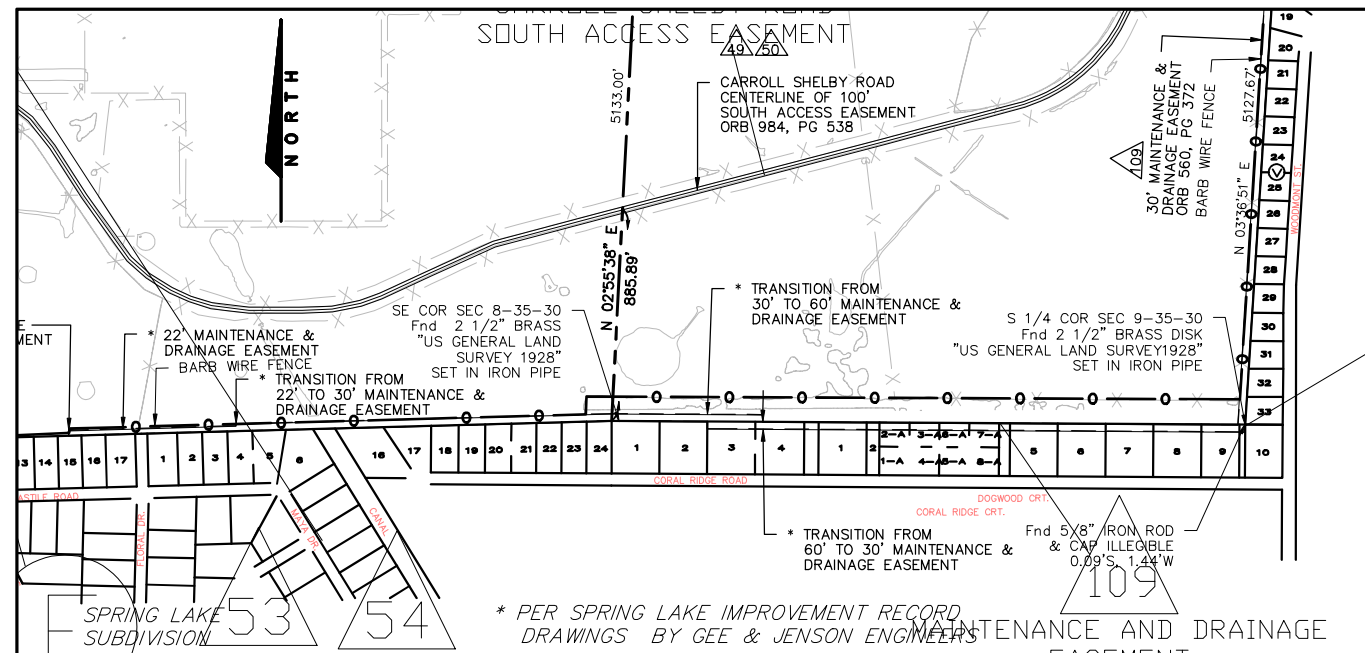 SOUTH ACCESS EASEMENT
49 50
NORTH
5133.00'
CARROLL SHELBY ROAD
CENTERLINE OF 100'
SOUTH ACCESS EASEMENT
ORB 984, PG 538
109
30' MAINTENANCE &
DRAINAGE EASEMENT
ORB 560, PG 372
BARB WIRE FENCE
5127.67'
N 03°36'51" E
WOODMONT ST.
19
20
21
22
23
24
25
26
27
28
29
30
31
32
33
N 02°55'38" E
885.89'
* TRANSITION FROM
30' TO 60' MAINTENANCE &
DRAINAGE EASEMENT
SE COR SEC 8-35-30
Fnd 2 1/2" BRASS
"US GENERAL LAND
SURVEY 1928"
SET IN IRON PIPE
S 1/4 COR SEC 9-35-30
Fnd 2 1/2" BRASS DISK
"US GENERAL LAND SURVEY1928"
SET IN IRON PIPE
MENT
* 22' MAINTENANCE &
DRAINAGE EASEMENT
BARB WIRE FENCE
* TRANSITION FROM
22' TO 30' MAINTENANCE &
DRAINAGE EASEMENT
13 14 15 16 17 1 2 3 4 5 6 16 17 18 19 20 21 22 23 24 1 2 3 4 1 2 5 6 7 8 9 10
2-A 3-A 6-A 7-A
1-A 4-A 5-A 8-A
ASTILE ROAD
FLORAL DR.
MAYA DR.
CANAL
CORAL RIDGE ROAD
DOGWOOD CRT.
CORAL RIDGE CRT.
* TRANSITION FROM
60' TO 30' MAINTENANCE &
DRAINAGE EASEMENT
Fnd 5/8" IRON ROD
& CAP ILLEGIBLE
0.09'S, 1.44'W
109
F
SPRING LAKE
SUBDIVISION
53
54
* PER SPRING LAKE IMPROVEMENT RECORD
DRAWINGS BY GEE & JENSON ENGINEERS
MAINTENANCE AND DRAINAGE
EASEMENT